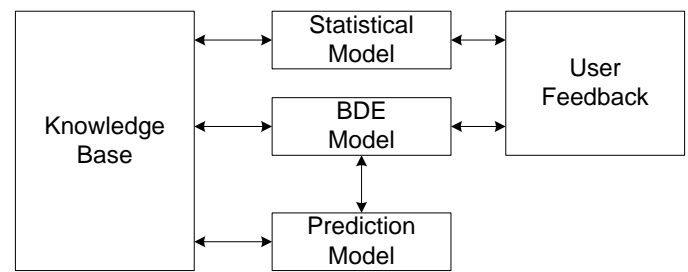 Knowledge
Base
Statistical
Model
BDE
Model
Prediction
Model
User
Feedback